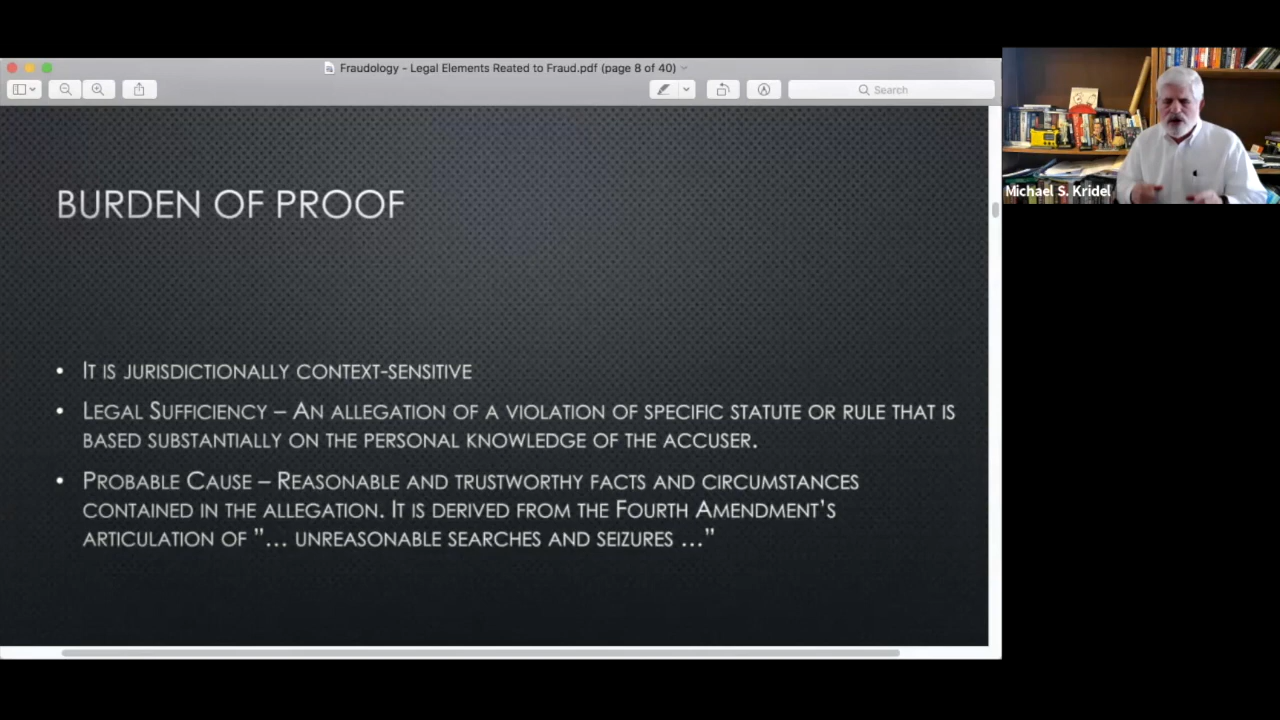 Fraudology - Legal Elements Reated to Fraud.pdf (page 8 of 40)
Search
BURDEN OF PROOF
• IT IS JURISDICTIONALLY CONTEXT-SENSITIVE
• LEGAL SUFFICIENCY – AN ALLEGATION OF A VIOLATION OF SPECIFIC STATUTE OR RULE THAT IS
BASED SUBSTANTIALLY ON THE PERSONAL KNOWLEDGE OF THE ACCUSER.
• PROBABLE CAUSE – REASONABLE AND TRUSTWORTHY FACTS AND CIRCUMSTANCES
CONTAINED IN THE ALLEGATION. IT IS DERIVED FROM THE FOURTH AMENDMENT'S
ARTICULATION OF "… UNREASONABLE SEARCHES AND SEIZURES …"
Michael S. Kridel